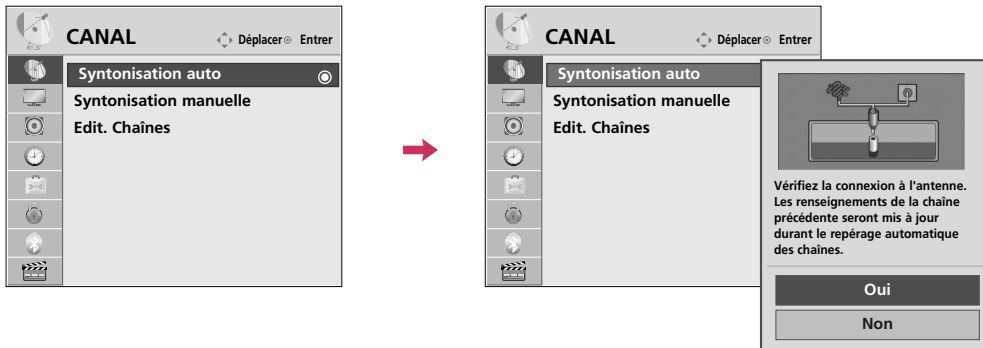 CANAL
Déplacer Entrer
Syntonisation auto
Syntonisation manuelle
Edit. Chaînes
CANAL
Déplacer Entrer
Syntonisation auto
Syntonisation manuelle
Edit. Chaînes
Vérifiez la connexion à l'antenne.
Les renseignements de la chaîne
précédente seront mis à jour
durant le repérage automatique
des chaînes.
Oui
Non